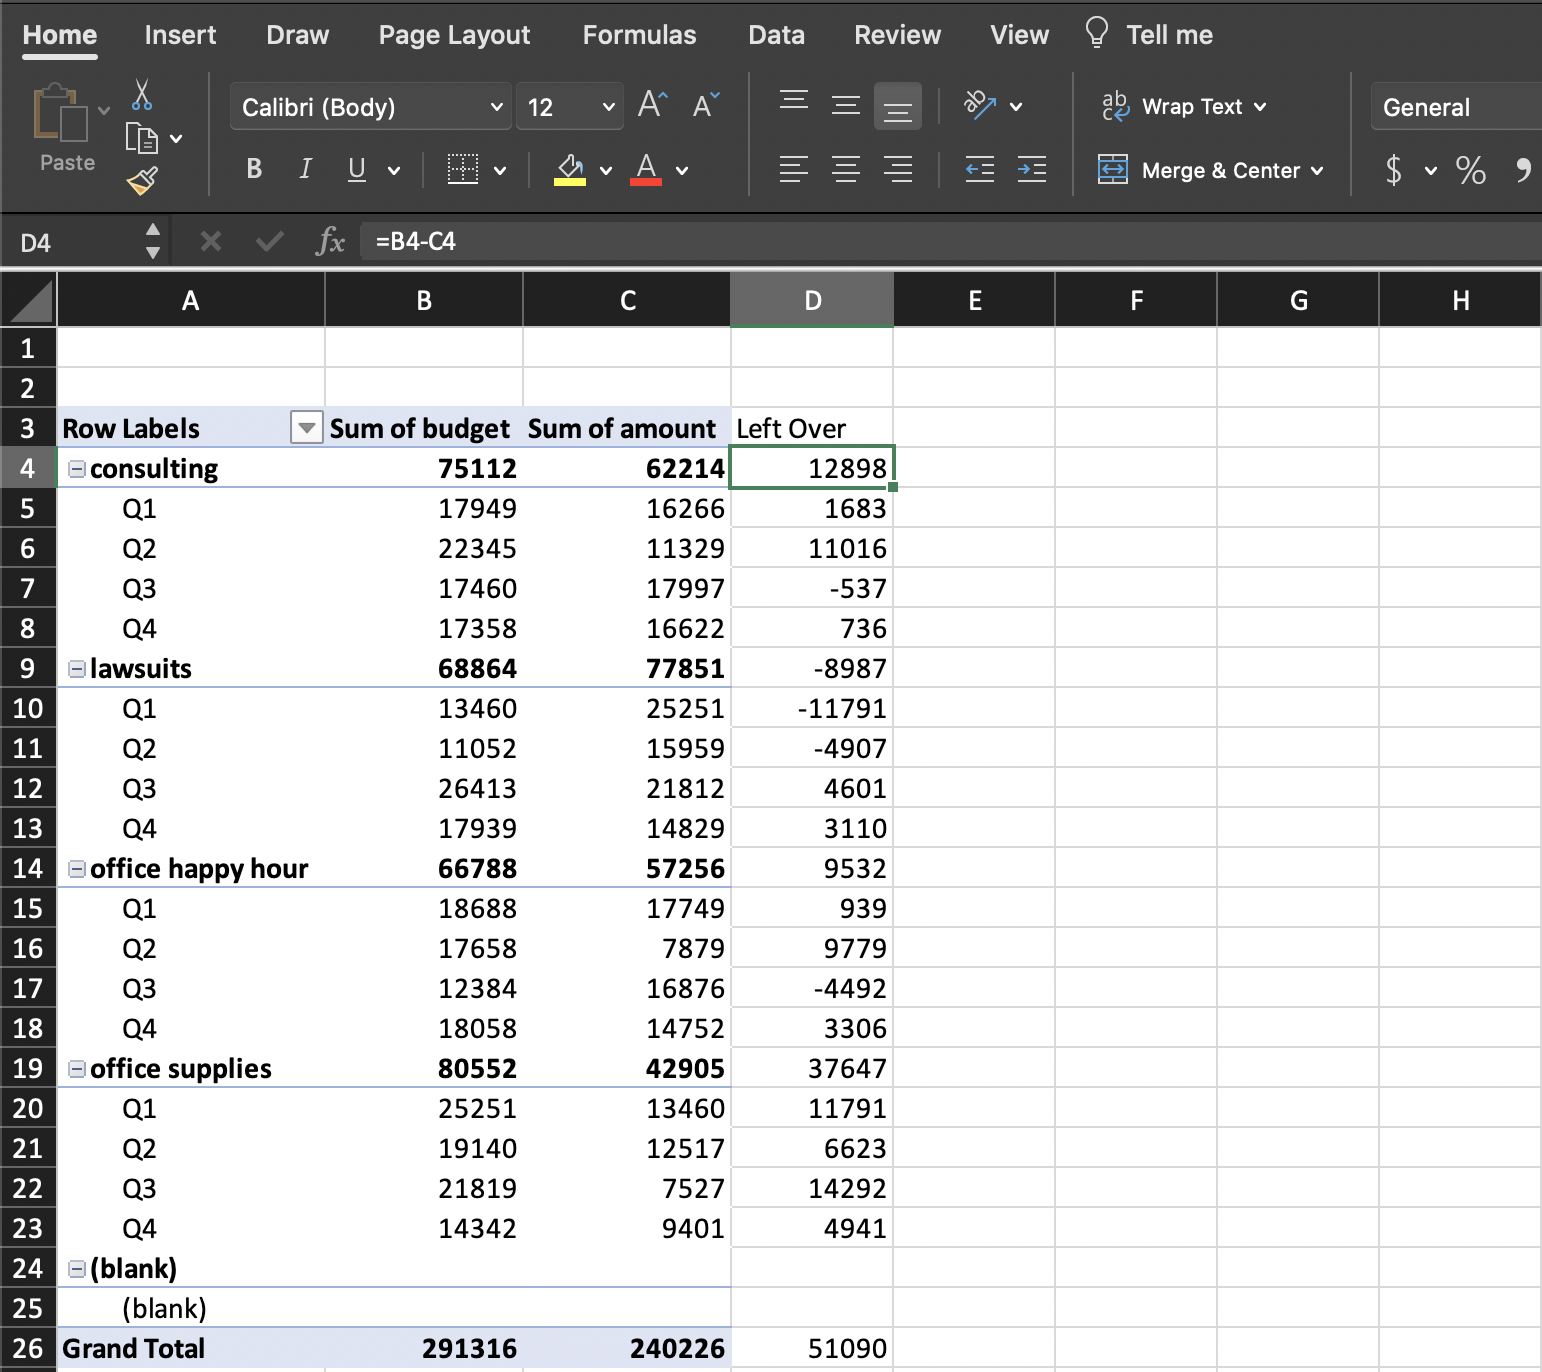 Home Insert Draw Page Layout Formulas Data Review View Tell me
Calibri (Body) 12 A A ab Wrap Text General
Paste B I U A Merge & Center $ % 9
D4 fx =B4-C4
A B C D E F G H
1
2
3 Row Labels Sum of budget Sum of amount Left Over
4 consulting 75112 62214 12898
5 Q1 17949 16266 1683
6 Q2 22345 11329 11016
7 Q3 17460 17997 -537
8 Q4 17358 16622 736
9 lawsuits 68864 77851 -8987
10 Q1 13460 25251 -11791
11 Q2 11052 15959 -4907
12 Q3 26413 21812 4601
13 Q4 17939 14829 3110
14 office happy hour 66788 57256 9532
15 Q1 18688 17749 939
16 Q2 17658 7879 9779
17 Q3 12384 16876 -4492
18 Q4 18058 14752 3306
19 office supplies 80552 42905 37647
20 Q1 25251 13460 11791
21 Q2 19140 12517 6623
22 Q3 21819 7527 14292
23 Q4 14342 9401 4941
24 (blank)
25 (blank)
26 Grand Total 291316 240226 51090